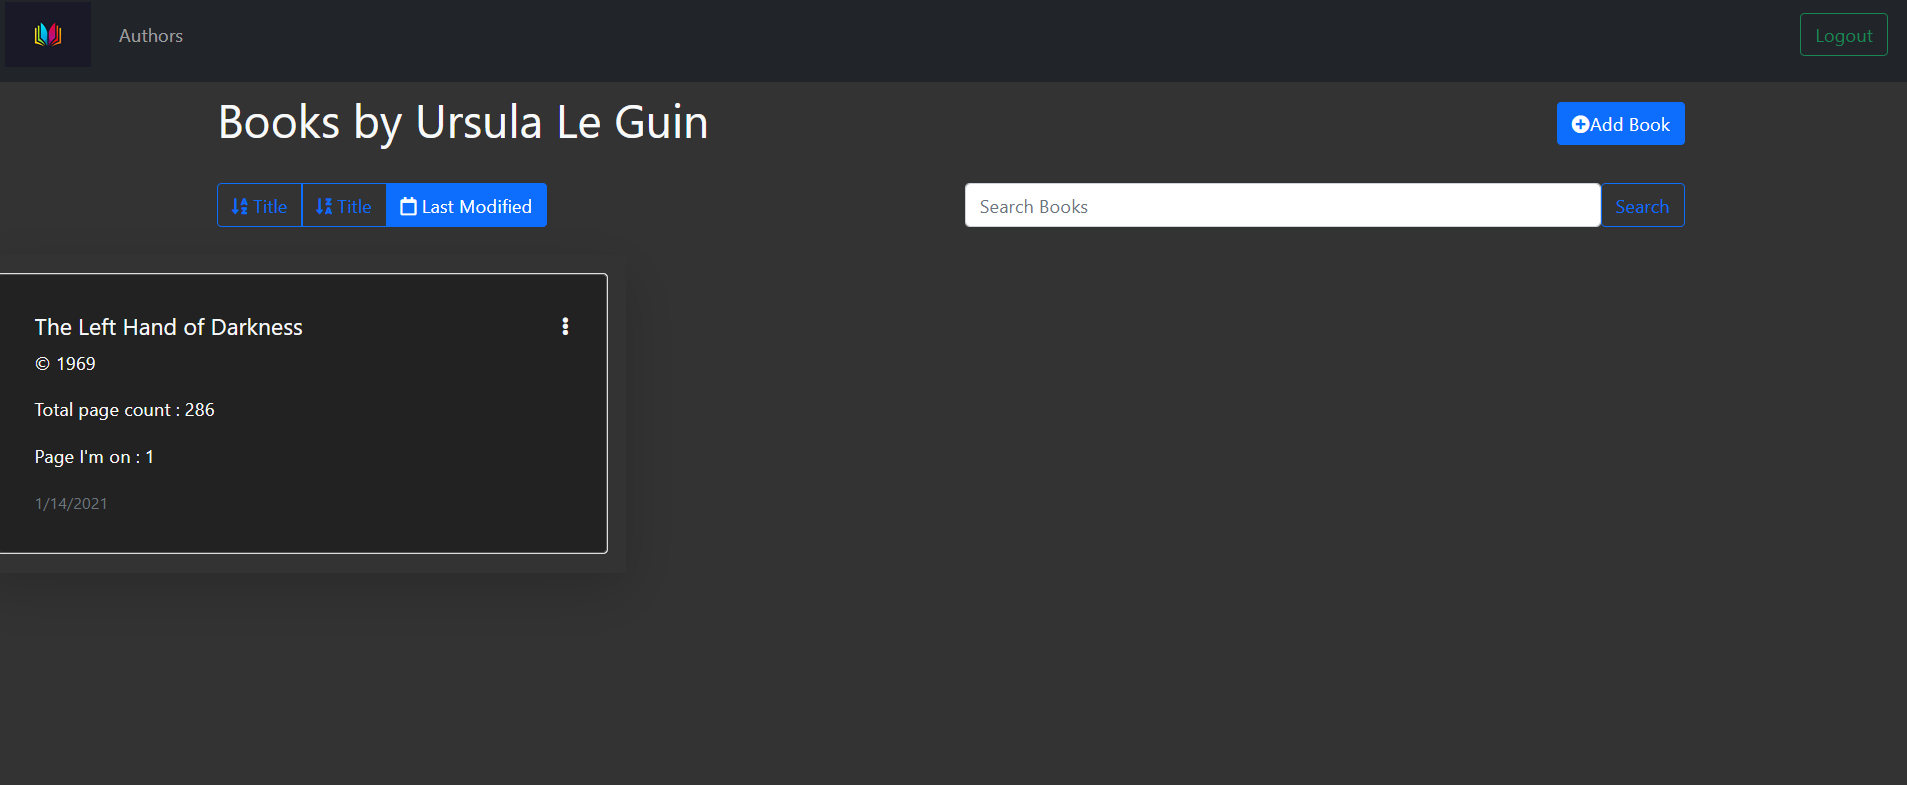 Authors
Logout
Books by Ursula Le Guin
Add Book
Title
Title
Last Modified
Search Books
Search
The Left Hand of Darkness
© 1969
Total page count : 286
Page I'm on : 1
1/14/2021